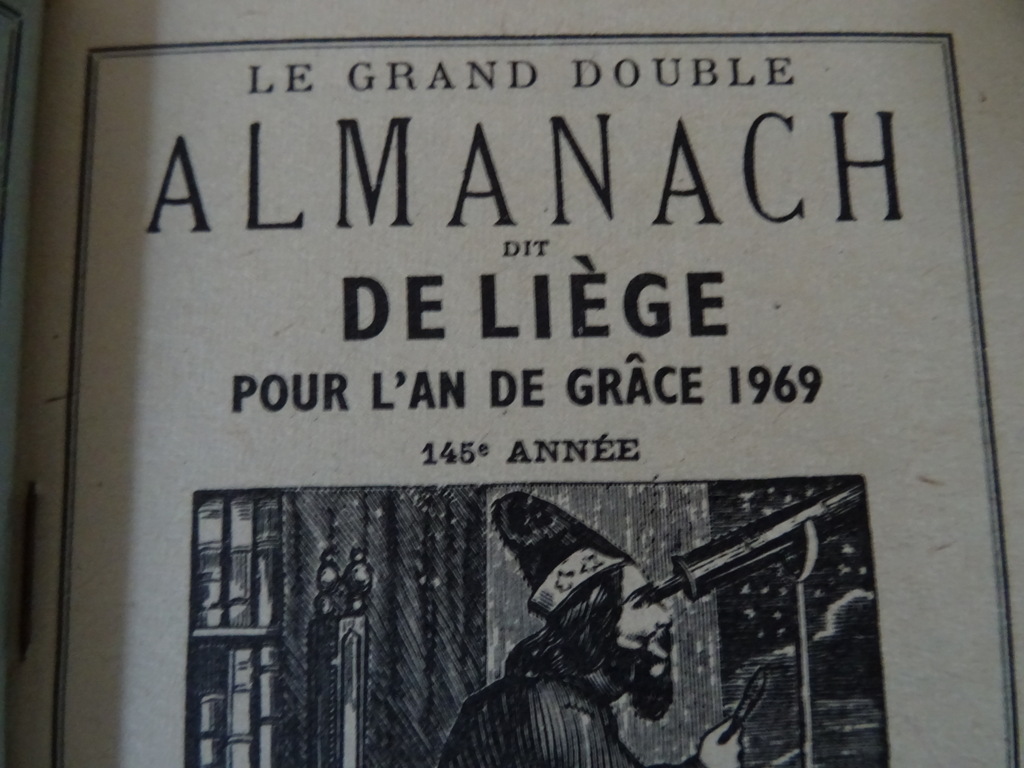 LE GRAND DOUBLE
ALMANACH
DIT
DE LIÈGE
POUR L'AN DE GRÂCE 1969
145e ANNÉE